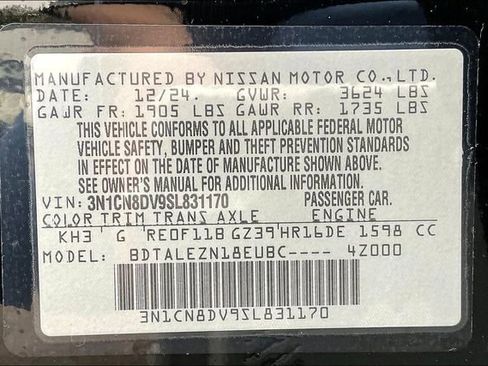 MANUFACTURED BY NISSAN MOTOR CO.,LTD.
DATE: 12/24. GVWR: 3624 LBS
GAWR FR: 1905 LBS GAWR RR: 1735 LBS
THIS VEHICLE CONFORMS TO ALL APPLICABLE FEDERAL MOTOR
VEHICLE SAFETY, BUMPER AND THEFT PREVENTION STANDARDS
IN EFFECT ON THE DATE OF MANUFACTURE SHOWN ABOVE.
SEE OWNER'S MANUAL FOR ADDITIONAL INFORMATION.
VIN: 3N1CN8DV9SL831170 PASSENGER CAR.
COLOR TRIM TRANS AXLE ENGINE
KH3 G RE0F11B GZ39 HR16DE 1598 CC
MODEL: BDTALEZN18EUBC---- 4Z000
3N1CN8DV9SL831170